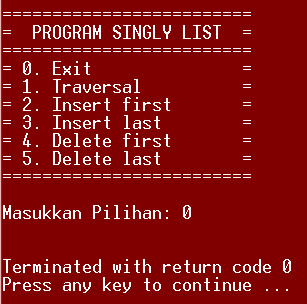 =========================
=  PROGRAM SINGLY LIST  =
=========================
= 0. Exit               =
= 1. Traversal          =
= 2. Insert first       =
= 3. Insert last        =
= 4. Delete first       =
= 5. Delete last        =
=========================
Masukkan Pilihan: 0
Terminated with return code 0
Press any key to continue ...